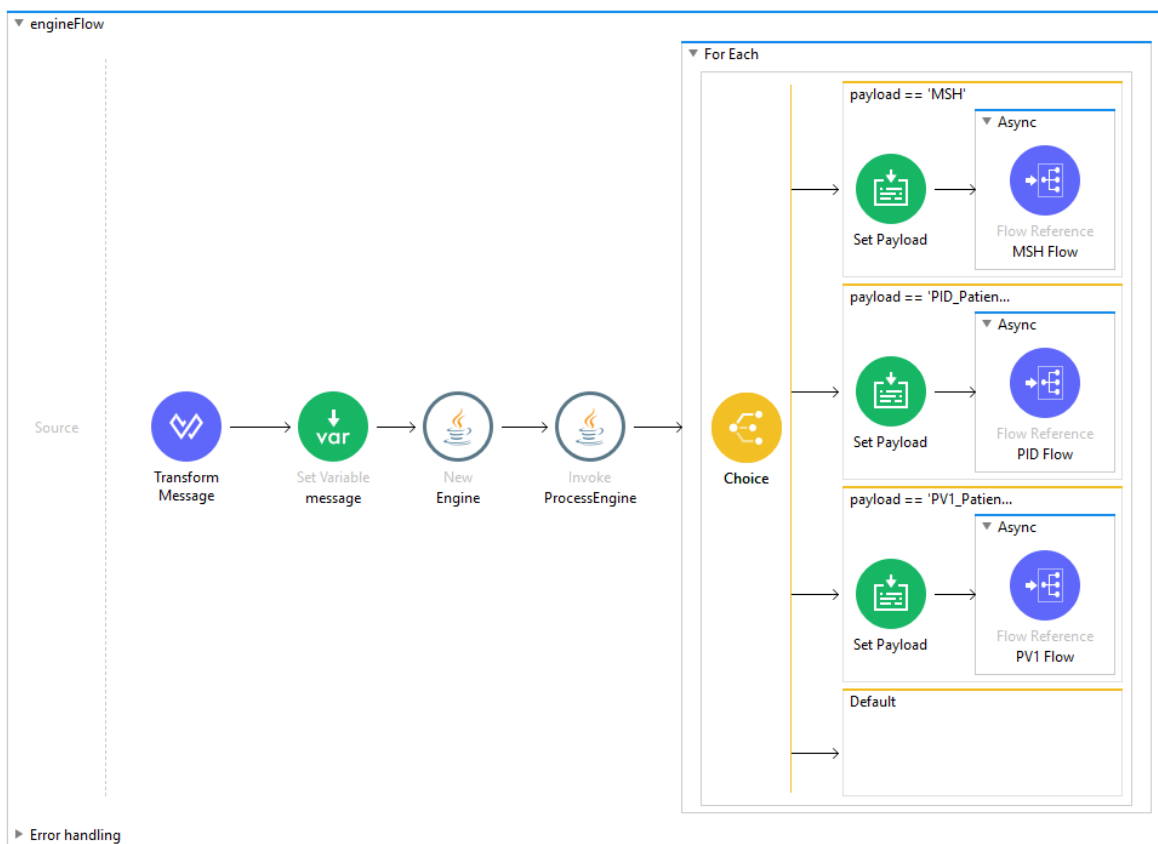 engineFlow
For Each
payload == 'MSH'
Async
Set Payload
Flow Reference
MSH Flow
payload == 'PID_Patien...
Async
Set Payload
Flow Reference
PID Flow
Source
Transform
Message
Set Variable
message
New
Engine
Invoke
ProcessEngine
var
Choice
payload == 'PV1_Patien...
Async
Set Payload
Flow Reference
PV1 Flow
Default
Error handling